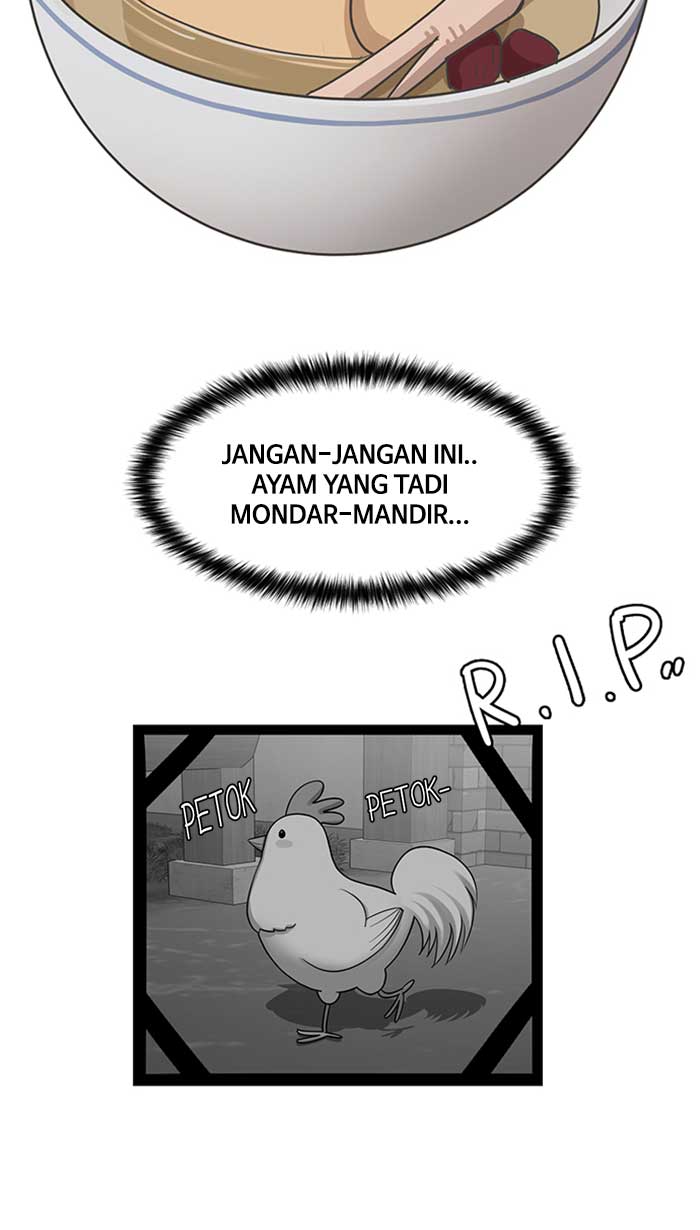 JANGAN-JANGAN INI..
AYAM YANG TADI
MONDAR-MANDIR...
R.I.P..
PETOK
PETOK-